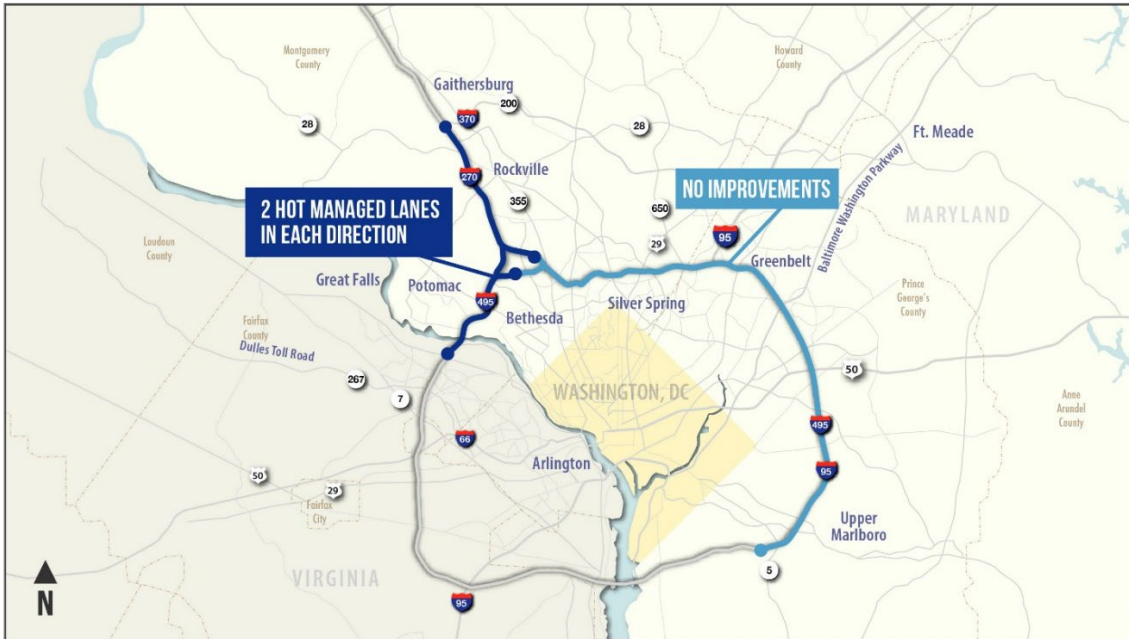 Montgomery
County
Howard
County
Gaithersburg
370
200
28
28
Ft. Meade
Rockville
270
2 HOT MANAGED LANES
IN EACH DIRECTION
355
650
NO IMPROVEMENTS
29
95
MARYLAND
Baltimore Washington Parkway
Loudoun
County
Great Falls
Potomac
Greenbelt
495
Silver Spring
Prince
George's
County
Bethesda
Fairfax
County
Dulles Toll Road
267
7
50
WASHINGTON, DC
Anne
Arundel
County
66
495
Arlington
95
50
29
Fairfax
City
Upper
Marlboro
5
VIRGINIA
95
N